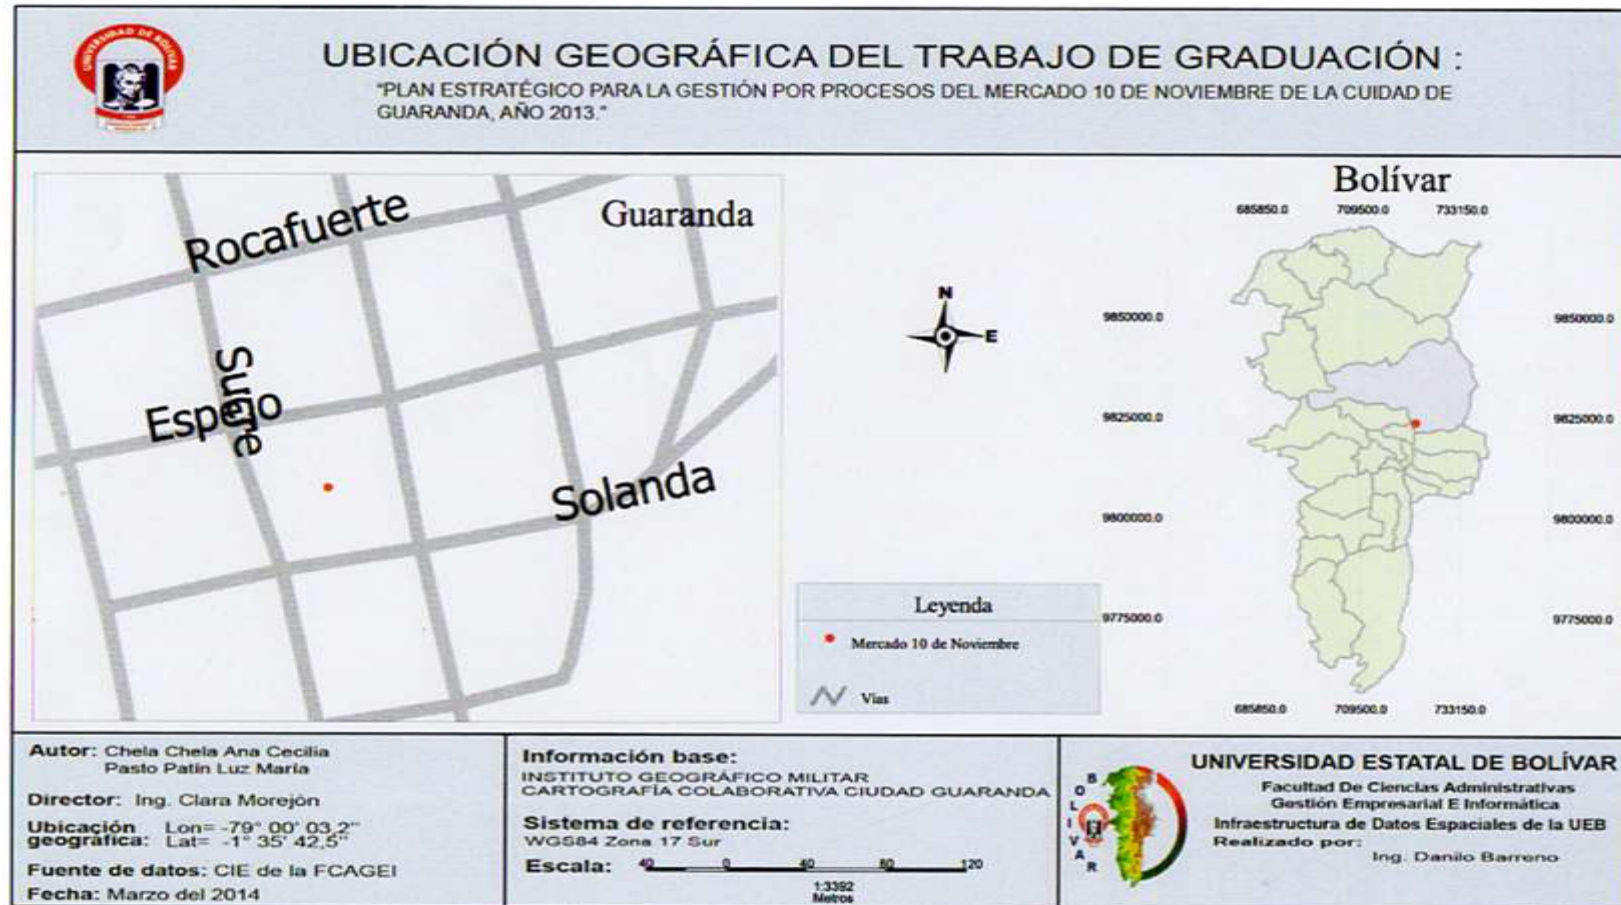 UNIVERSIDAD DE BOLIVAR
UBICACIÓN GEOGRÁFICA DEL TRABAJO DE GRADUACIÓN :
"PLAN ESTRATÉGICO PARA LA GESTIÓN POR PROCESOS DEL MERCADO 10 DE NOVIEMBRE DE LA CUIDAD DE
GUARANDA, AÑO 2013."
Guaranda
Rocafuerte
Sucre
Espejo
Solanda
N
E
Bolívar
685850.0 709500.0 733150.0
9850000.0 9850000.0
9825000.0 9825000.0
9800000.0 9800000.0
9775000.0 9775000.0
685850.0 709500.0 733150.0
Leyenda
Mercado 10 de Noviembre
Vias
Autor: Chela Chela Ana Cecilia
Pasto Patín Luz María
Director: Ing. Clara Morejón
Ubicación geográfica: Lon= -79° 00' 03,2"
Lat= -1° 35' 42,5"
Fuente de datos: CIE de la FCAGEI
Fecha: Marzo del 2014
Información base:
INSTITUTO GEOGRÁFICO MILITAR
CARTOGRAFÍA COLABORATIVA CIUDAD GUARANDA
Sistema de referencia:
WGS84 Zona 17 Sur
Escala: 40 0 40 80 120
1:3392
Metros
BOLIVAR
UNIVERSIDAD ESTATAL DE BOLÍVAR
Facultad De Ciencias Administrativas
Gestión Empresarial E Informática
Infraestructura de Datos Espaciales de la UEB
Realizado por:
Ing. Danilo Barreno